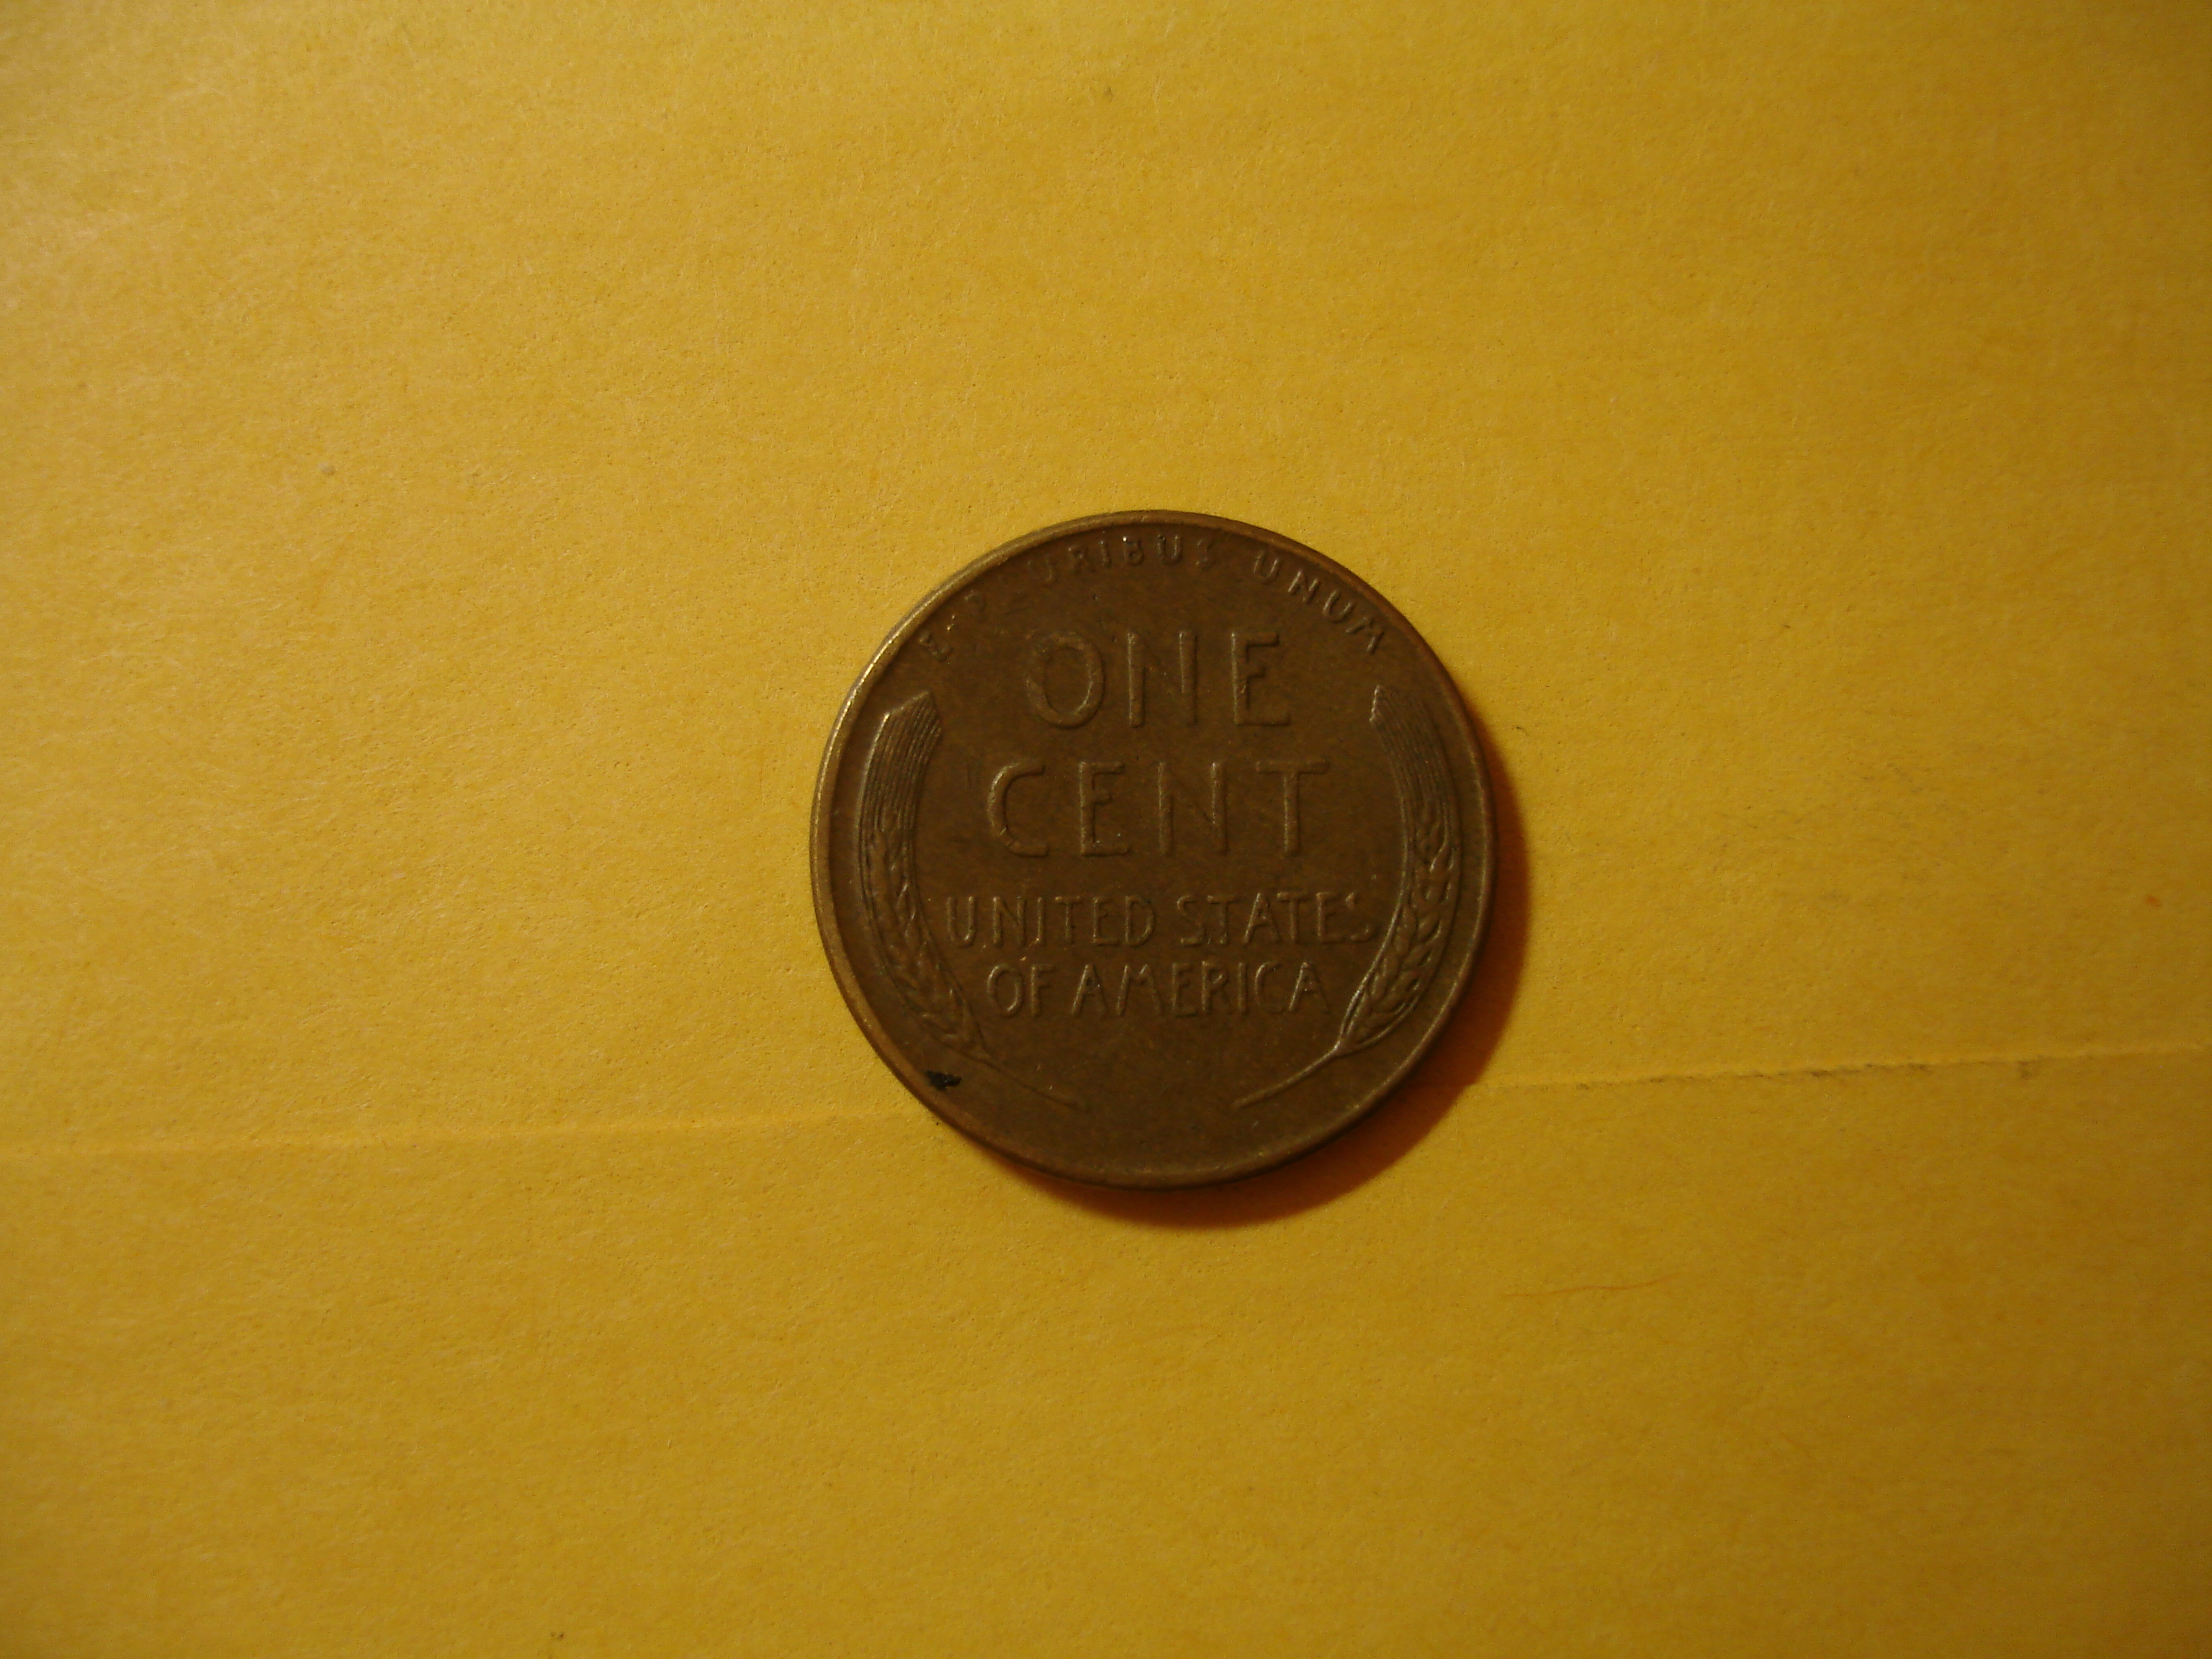 E·PLURIBUS UNUM
ONE
CENT
UNITED STATES
OF AMERICA